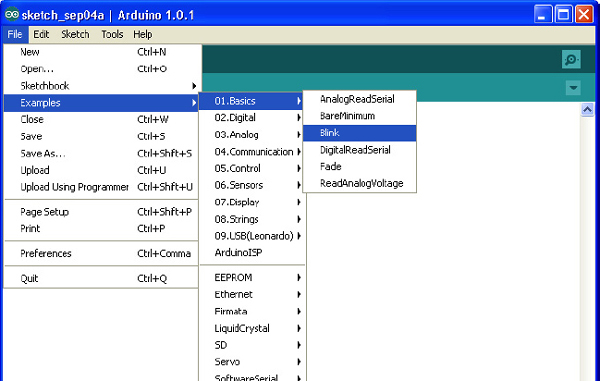 sketch_sep04a | Arduino 1.0.1
File Edit Sketch Tools Help
New Ctrl+N
Open... Ctrl+O
Sketchbook
Examples
Close Ctrl+W
Save Ctrl+S
Save As... Ctrl+Shft+S
Upload Ctrl+U
Upload Using Programmer Ctrl+Shft+U
Page Setup Ctrl+Shft+P
Print Ctrl+P
Preferences Ctrl+Comma
Quit Ctrl+Q
01.Basics
02.Digital
03.Analog
04.Communication
05.Control
06.Sensors
07.Display
08.Strings
09.USB(Leonardo)
ArduinoISP
EEPROM
Ethernet
Firmata
LiquidCrystal
SD
Servo
SoftwareSerial
AnalogReadSerial
BareMinimum
Blink
DigitalReadSerial
Fade
ReadAnalogVoltage